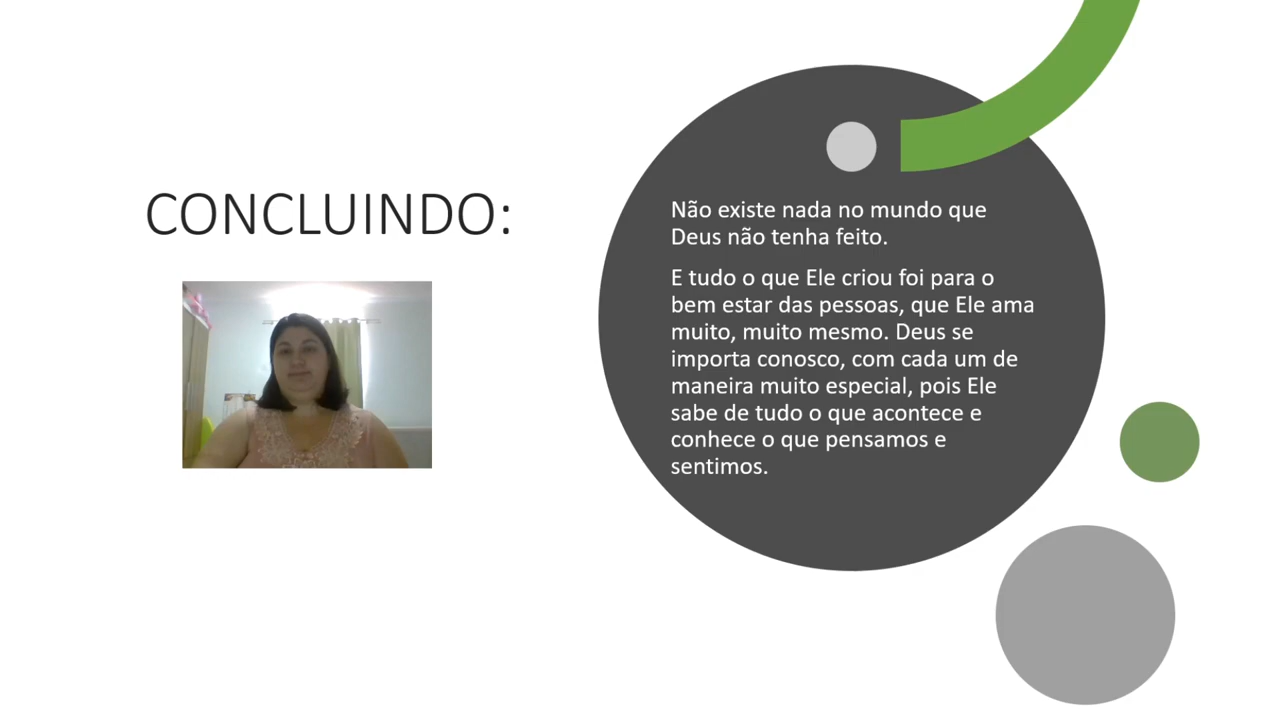 CONCLUINDO:
Não existe nada no mundo que
Deus não tenha feito.
E tudo o que Ele criou foi para o
bem estar das pessoas, que Ele ama
muito, muito mesmo. Deus se
importa conosco, com cada um de
maneira muito especial, pois Ele
sabe de tudo o que acontece e
conhece o que pensamos e
sentimos.